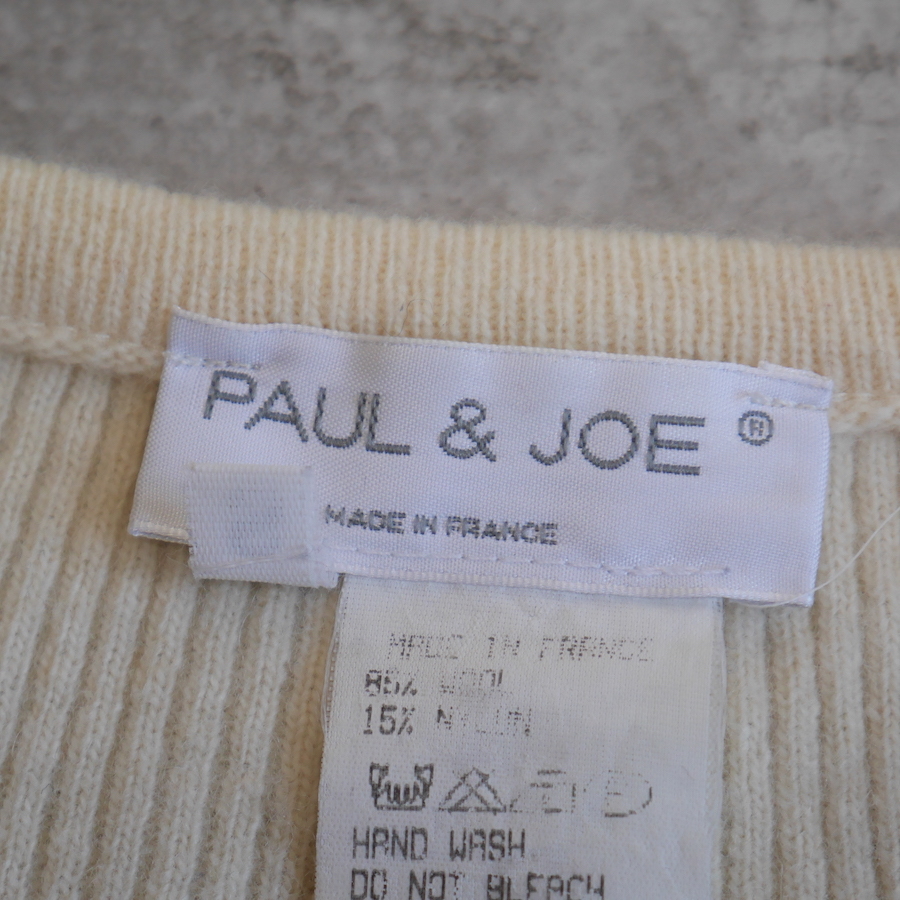 PAUL & JOE ®
MADE IN FRANCE
MADE IN FRANCE
85% WOOL
15% NYLON
HAND WASH
DO NOT BLEACH